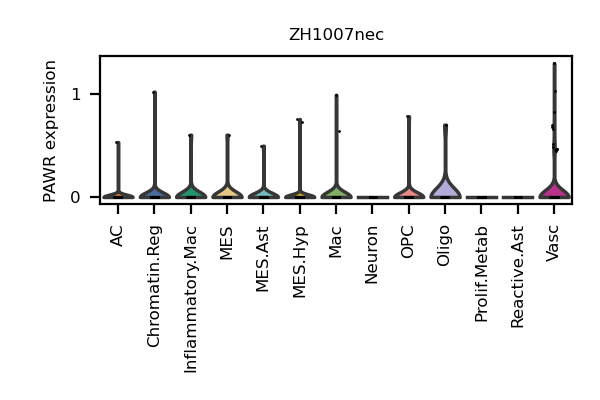 ZH1007nec
PAWR expression
1
0
AC
Chromatin.Reg
Inflammatory.Mac
MES
MES.Ast
MES.Hyp
Mac
Neuron
OPC
Oligo
Prolif.Metab
Reactive.Ast
Vasc